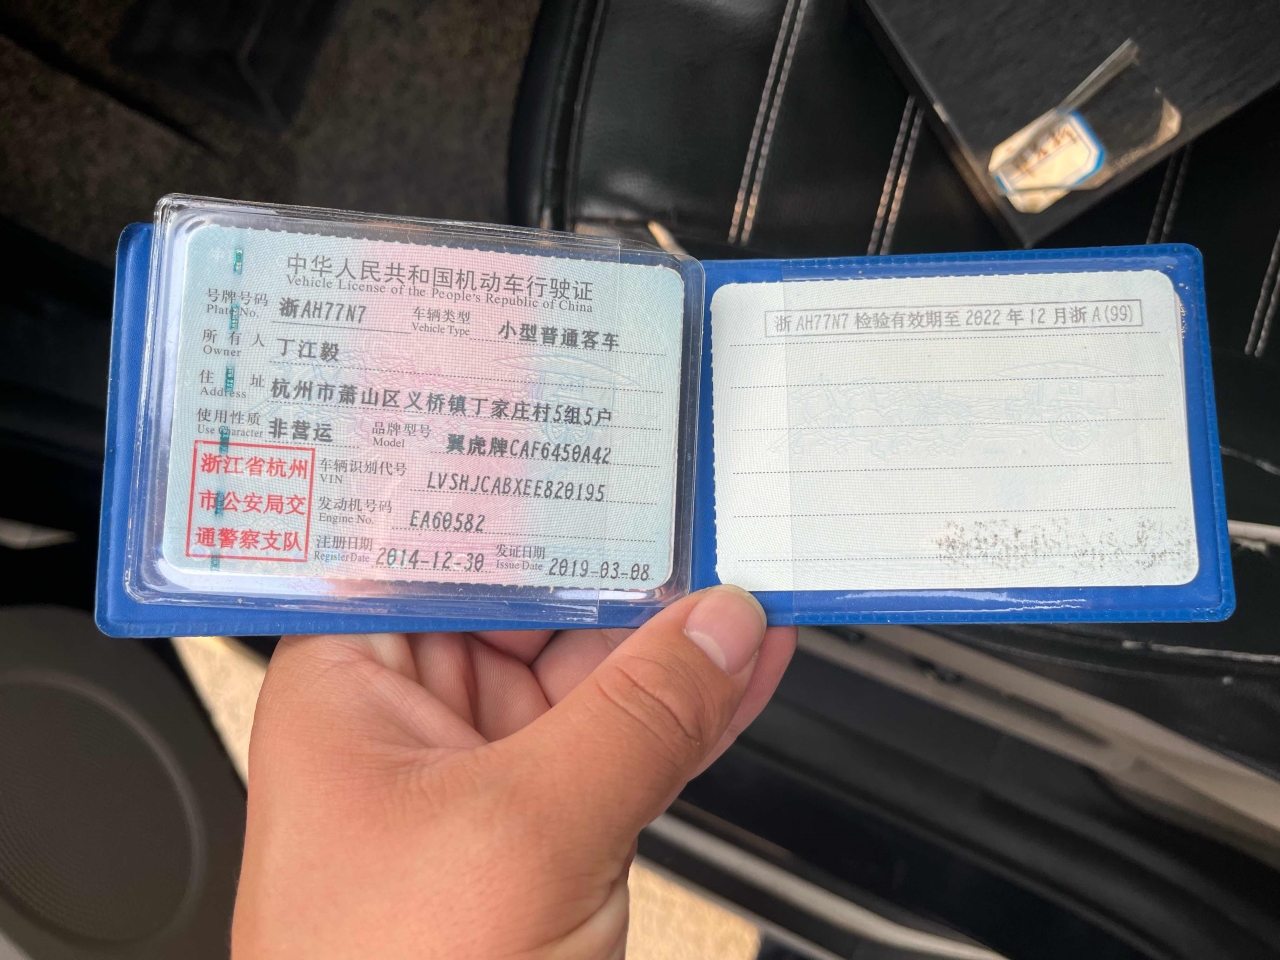 中华人民共和国机动车行驶证
Vehicle License of the People's Republic of China
号牌号码 浙AH77N7 车辆类型 小型普通客车
Plate No. Vehicle Type
所有人 丁江毅
Owner
住址 杭州市萧山区义桥镇丁家庄村5组5户
Address
使用性质 非营运 品牌型号 翼虎牌CAF6450A42
Use Character Model
浙江省杭州
市公安局交
通警察支队
车辆识别代号 LVSHJCABXEE820195
VIN
发动机号码 EA60582
Engine No.
注册日期 2014-12-30 发证日期 2019-03-08
Register Date Issue Date
浙AH77N7检验有效期至2022年12月浙A(99)